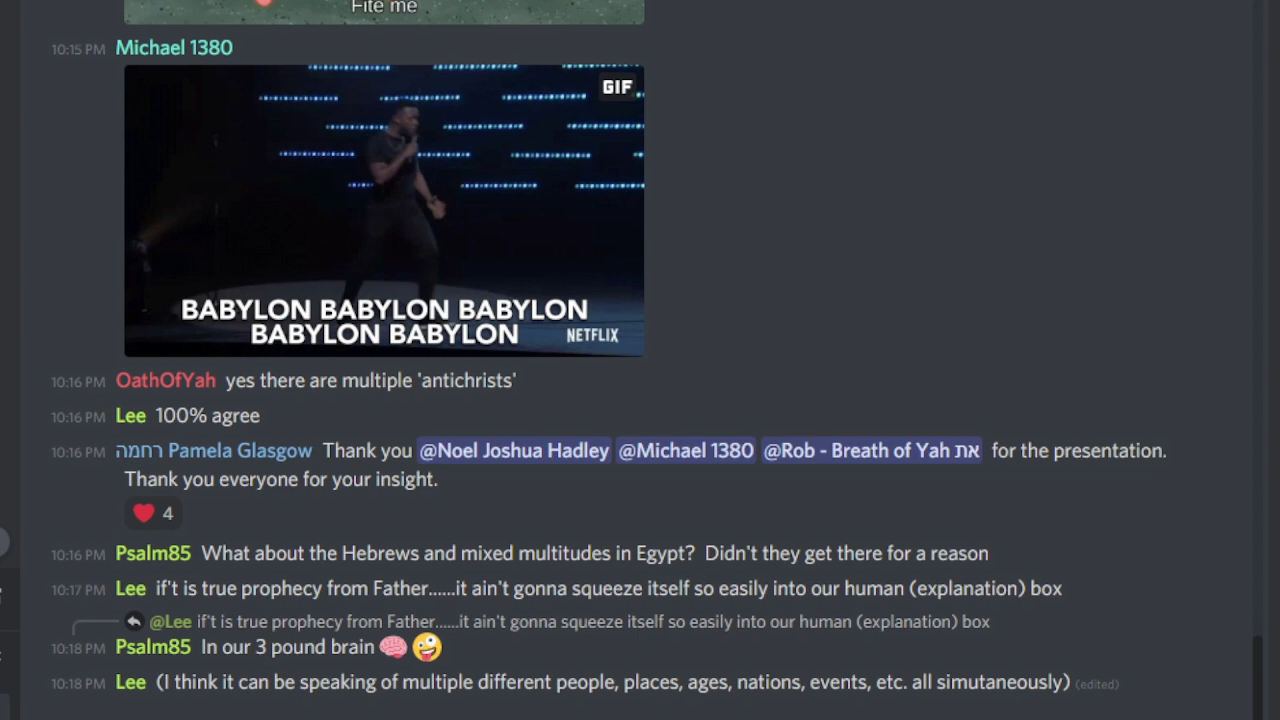 Fite me
10:15 PM Michael 1380
GIF
BABYLON BABYLON BABYLON
BABYLON BABYLON
NETFLIX
10:16 PM OathOfYah yes there are multiple 'antichrists'
10:16 PM Lee 100% agree
10:16 PM רחמה Pamela Glasgow Thank you @Noel Joshua Hadley @Michael 1380 @Rob - Breath of Yah את for the presentation.
Thank you everyone for your insight.
❤️ 4
10:16 PM Psalm85 What about the Hebrews and mixed multitudes in Egypt? Didn't they get there for a reason
10:17 PM Lee if't is true prophecy from Father......it ain't gonna squeeze itself so easily into our human (explanation) box
@Lee if't is true prophecy from Father......it ain't gonna squeeze itself so easily into our human (explanation) box
10:18 PM Psalm85 In our 3 pound brain 🧠 🤪
10:18 PM Lee (I think it can be speaking of multiple different people, places, ages, nations, events, etc. all simutaneously) (edited)